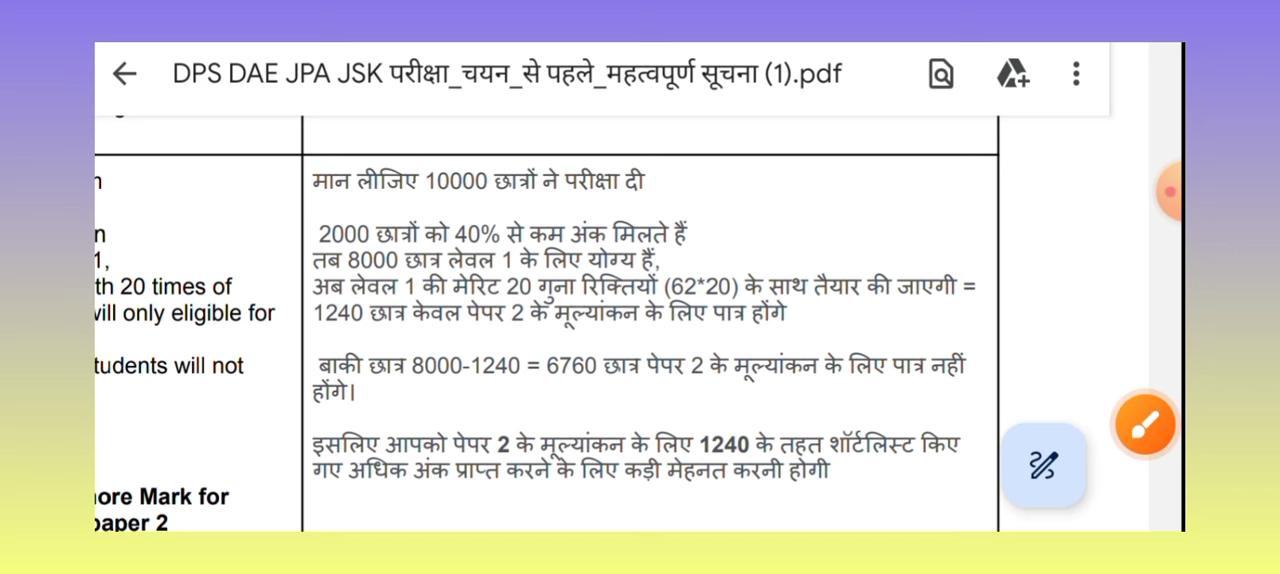 DPS DAE JPA JSK परीक्षा_चयन_से पहले_महत्वपूर्ण सूचना (1).pdf
n
1,
th 20 times of
will only eligible for
tudents will not
ore Mark for
paper 2
मान लीजिए 10000 छात्रों ने परीक्षा दी
2000 छात्रों को 40% से कम अंक मिलते हैं
तब 8000 छात्र लेवल 1 के लिए योग्य हैं,
अब लेवल 1 की मेरिट 20 गुना रिक्तियों (62*20) के साथ तैयार की जाएगी =
1240 छात्र केवल पेपर 2 के मूल्यांकन के लिए पात्र होंगे
बाकी छात्र 8000-1240 = 6760 छात्र पेपर 2 के मूल्यांकन के लिए पात्र नहीं
होंगे।
इसलिए आपको पेपर 2 के मूल्यांकन के लिए 1240 के तहत शॉर्टलिस्ट किए
गए अधिक अंक प्राप्त करने के लिए कड़ी मेहनत करनी होगी